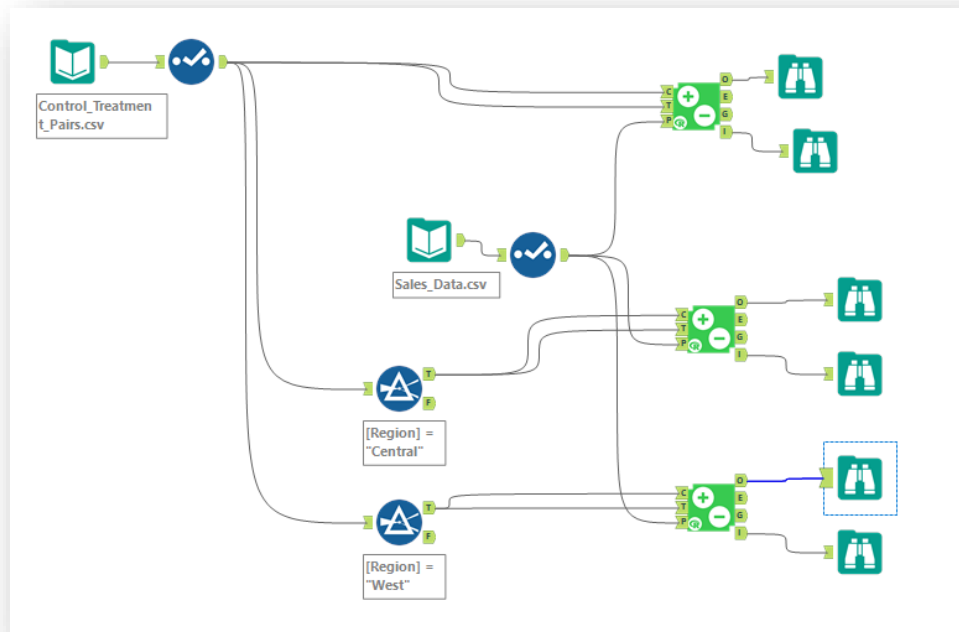 Control_Treatmen
t_Pairs.csv
C
T
P
O
E
G
I
R
Sales_Data.csv
C
T
P
O
E
G
I
R
T
F
[Region] =
"Central"
C
T
P
O
E
G
I
R
T
F
[Region] =
"West"